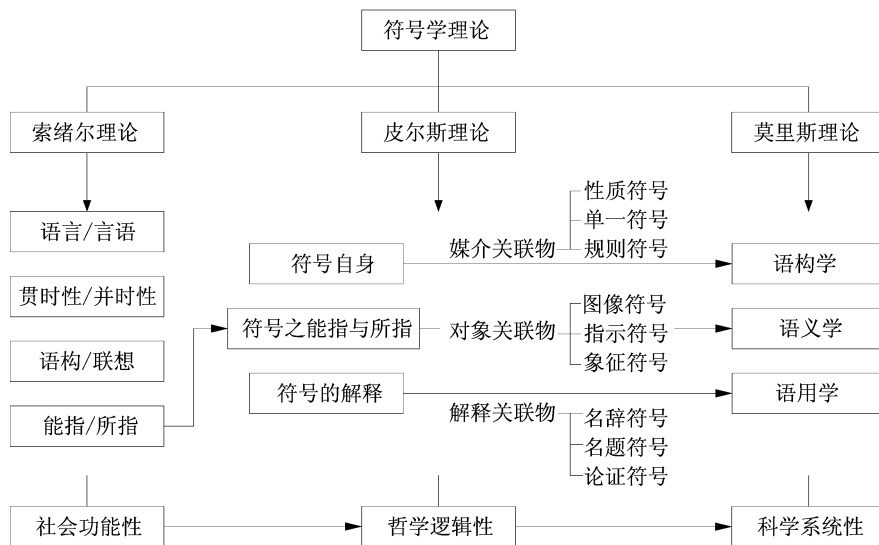 符号学理论
索绪尔理论
皮尔斯理论
莫里斯理论
语言/言语
贯时性/并时性
语构/联想
能指/所指
符号自身
媒介关联物
性质符号
单一符号
规则符号
语构学
符号之能指与所指
对象关联物
图像符号
指示符号
象征符号
语义学
符号的解释
解释关联物
名辞符号
名题符号
论证符号
语用学
社会功能性
哲学逻辑性
科学系统性